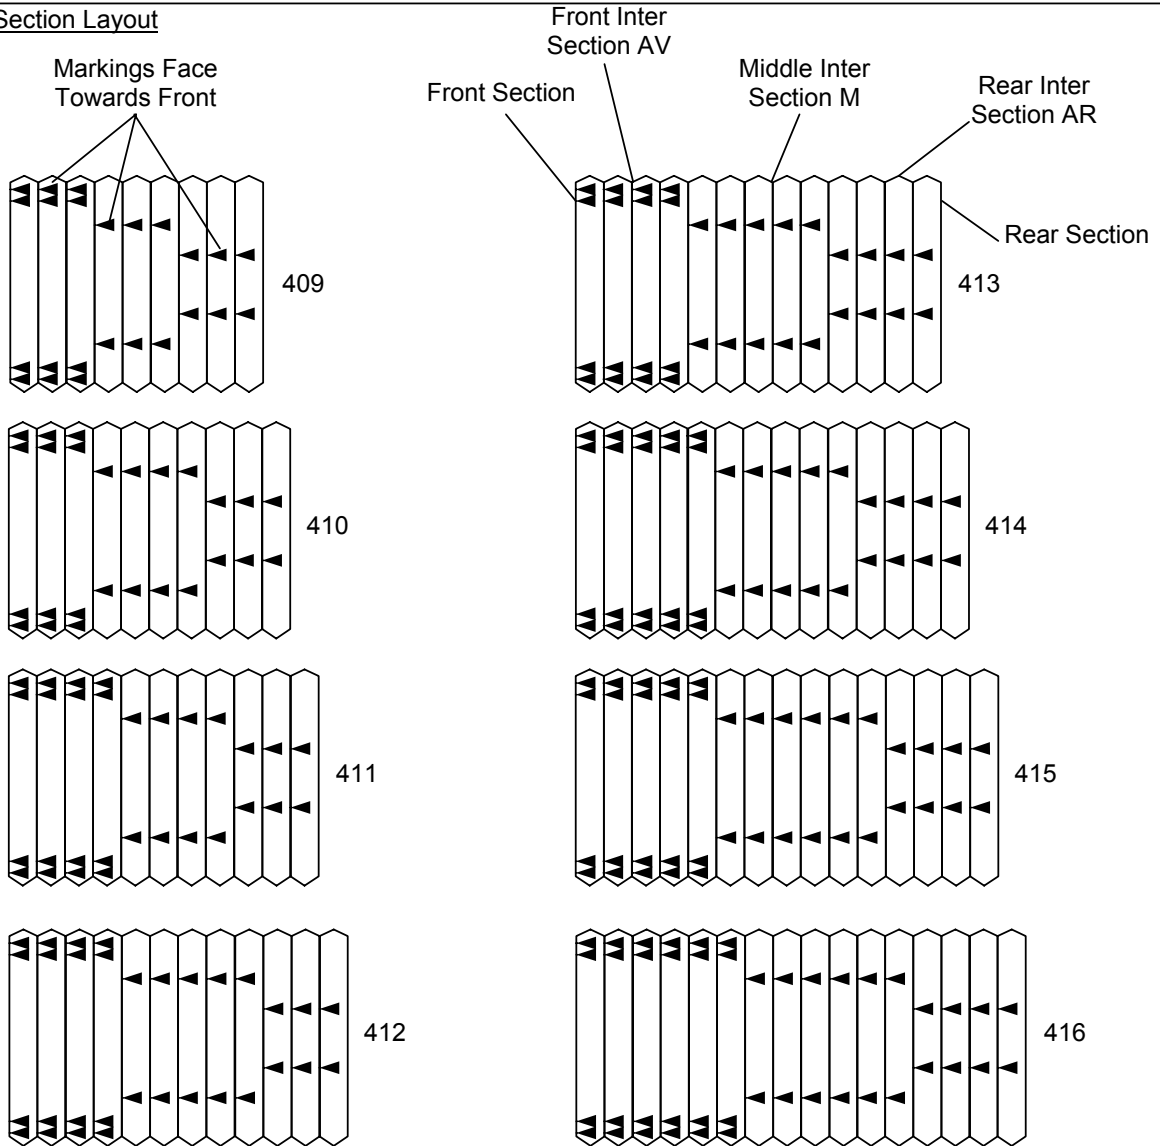 Section Layout
Markings Face
Towards Front
Front Section
Front Inter
Section AV
Middle Inter
Section M
Rear Inter
Section AR
Rear Section
409
413
410
414
411
415
412
416